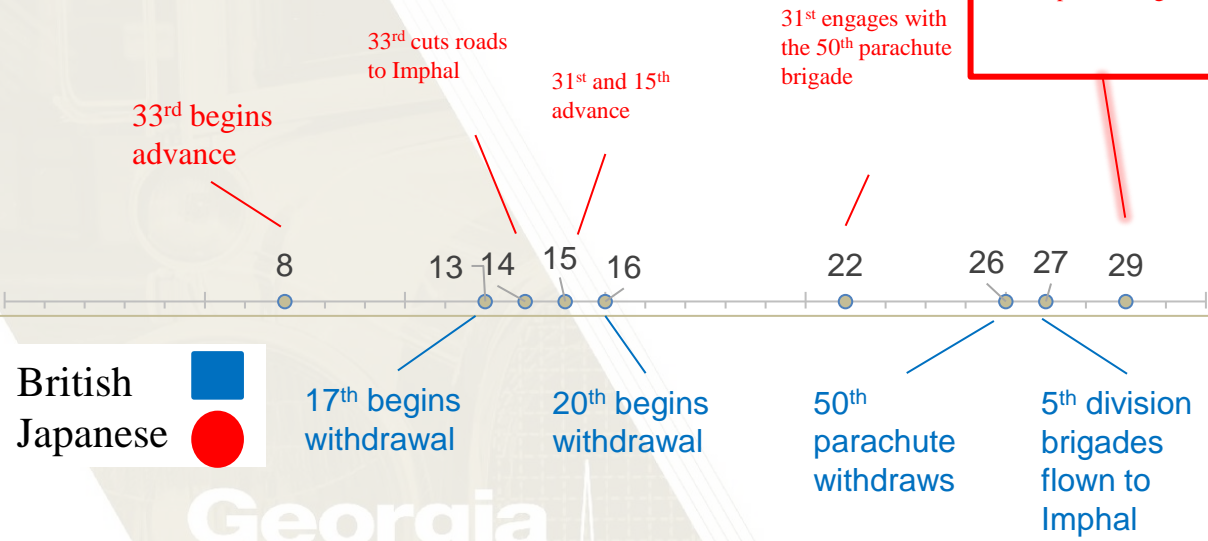 31st engages with
the 50th parachute
brigade
33rd cuts roads
to Imphal
31st and 15th
advance
33rd begins
advance
8
13
14
15
16
22
26
27
29
British
Japanese
17th begins
withdrawal
20th begins
withdrawal
50th
parachute
withdraws
5th division
brigades
flown to
Imphal
Georgia